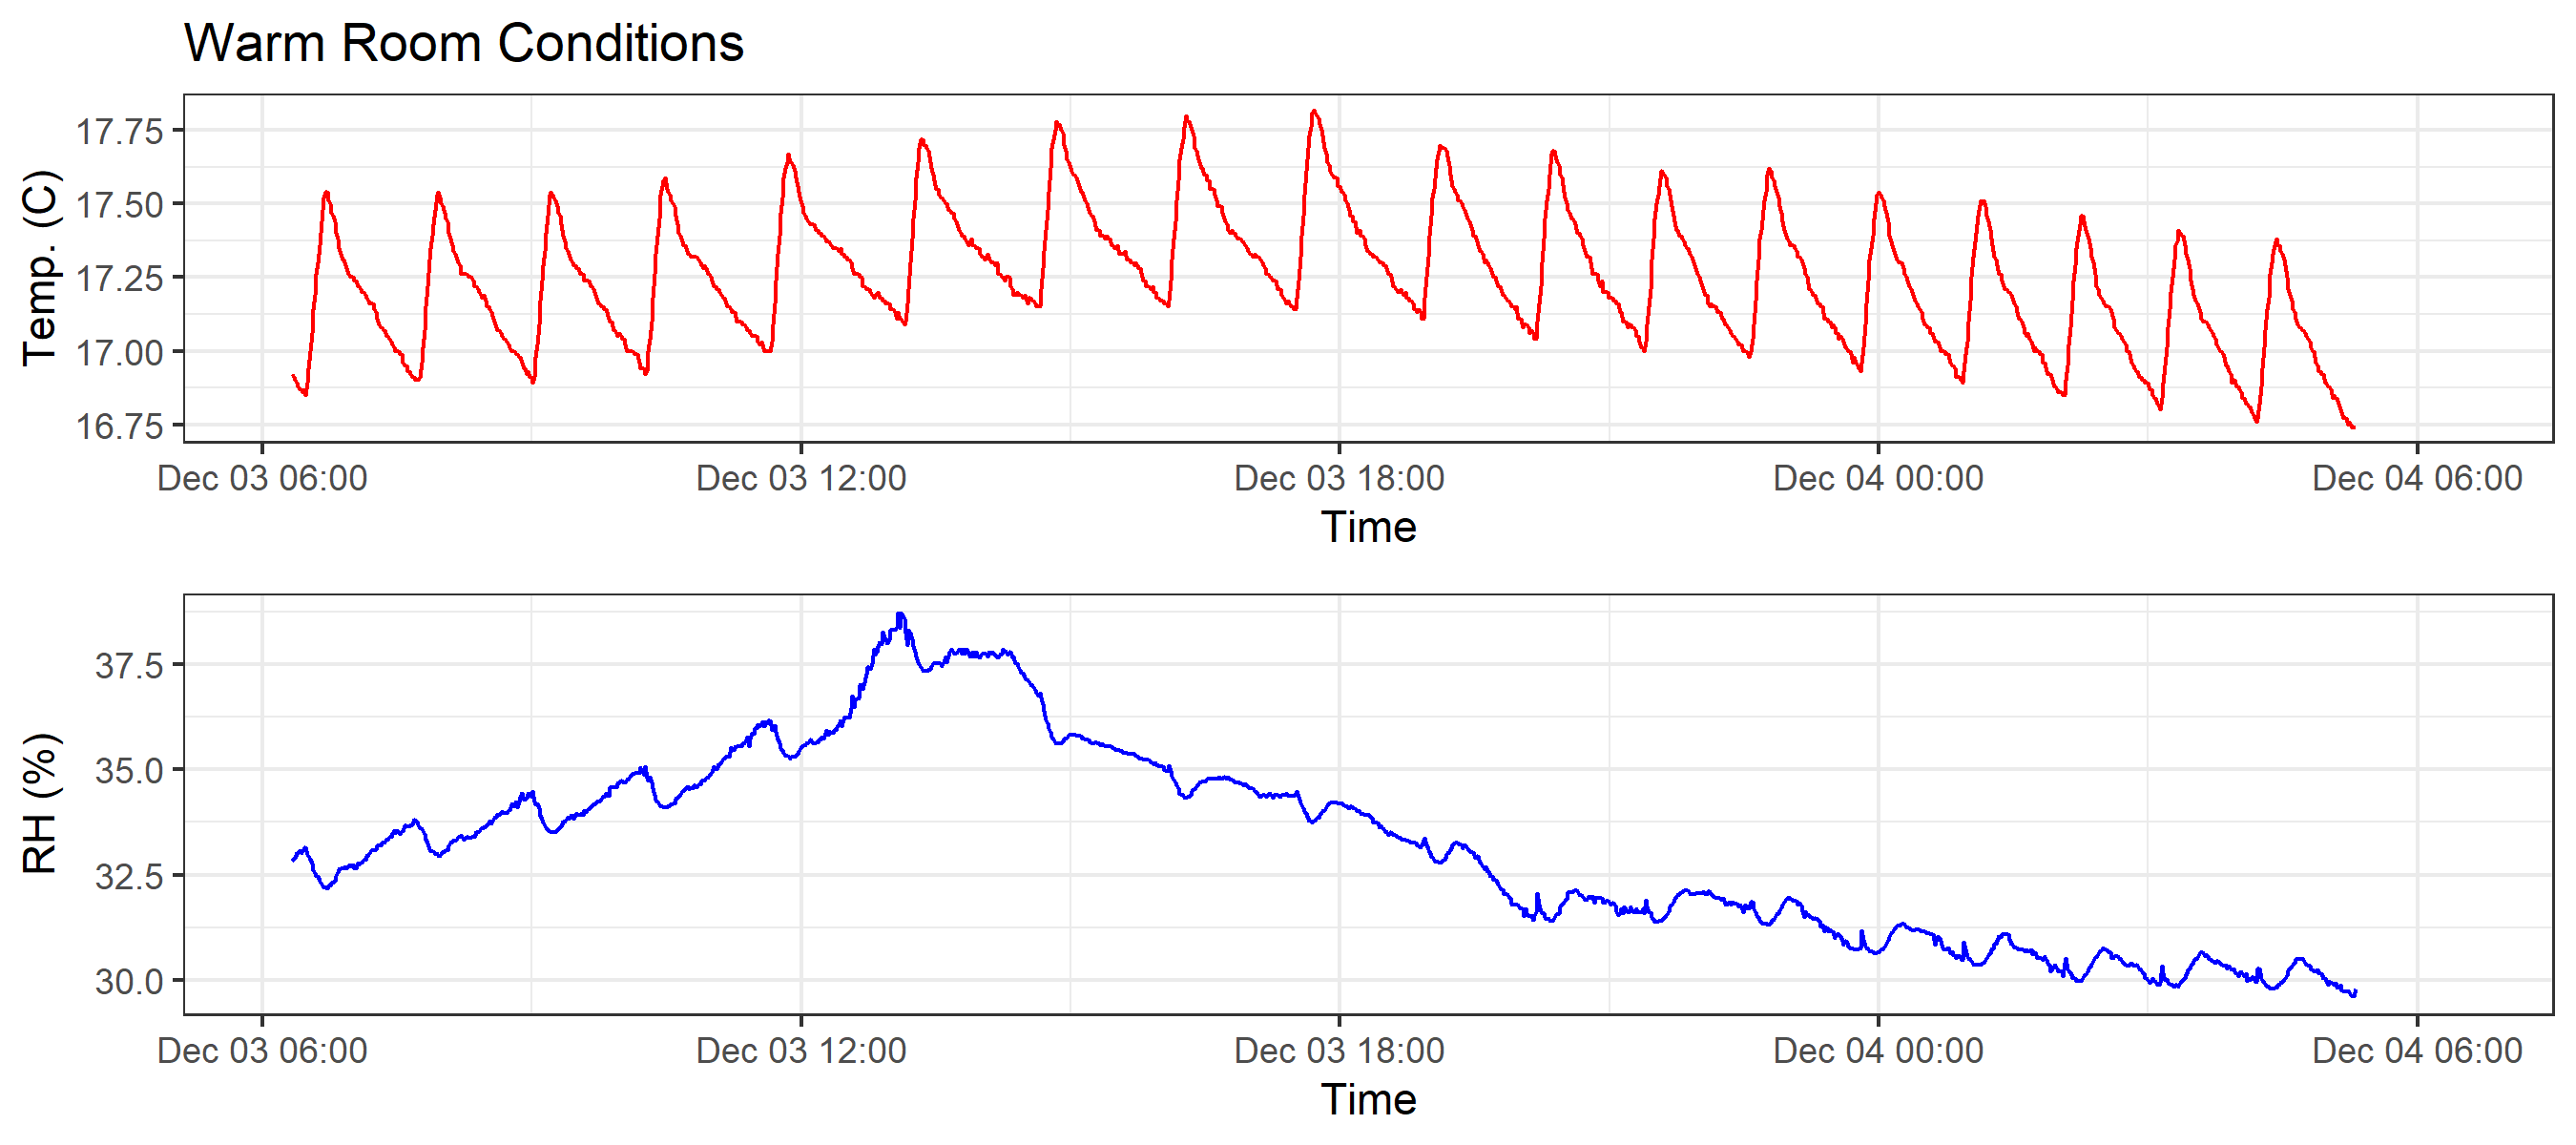 Warm Room Conditions
Temp. (C)
17.75
17.50
17.25
17.00
16.75
Dec 03 06:00 Dec 03 12:00 Dec 03 18:00 Dec 04 00:00 Dec 04 06:00
Time
RH (%)
37.5
35.0
32.5
30.0
Dec 03 06:00 Dec 03 12:00 Dec 03 18:00 Dec 04 00:00 Dec 04 06:00
Time